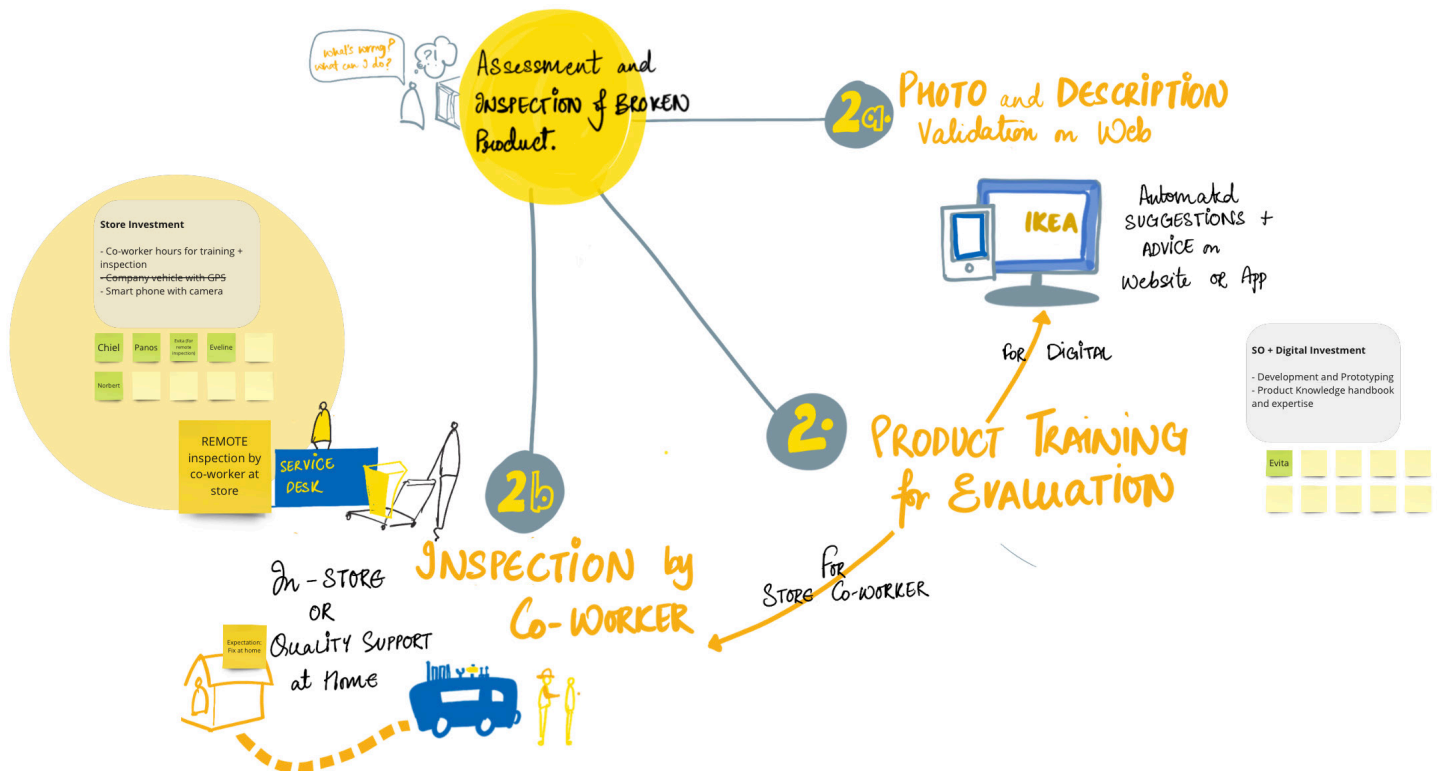 What's wrong?
what can I do?
?!
Assessment and
INSPECTION of BROKEN
Product.
2a.
PHOTO and DESCRIPTION
Validation on Web
IKEA
Automated
SUGGESTIONS +
ADVICE on
Website or App
FOR DIGITAL
Store Investment
- Co-worker hours for training +
inspection
- Company vehicle with GPS
- Smart phone with camera
Chiel
Panos
Eveline
Norbert
REMOTE
inspection by
co-worker at
store
SERVICE
DESK
SO + Digital Investment
- Development and Prototyping
- Product Knowledge handbook
and expertise
Evita
2.
PRODUCT TRAINING
for EVALUATION
2b
INSPECTION by
CO-WORKER
For
STORE CO-WORKER
In-STORE
OR
QUALITY SUPPORT
at Home
Expectation:
Fix at home